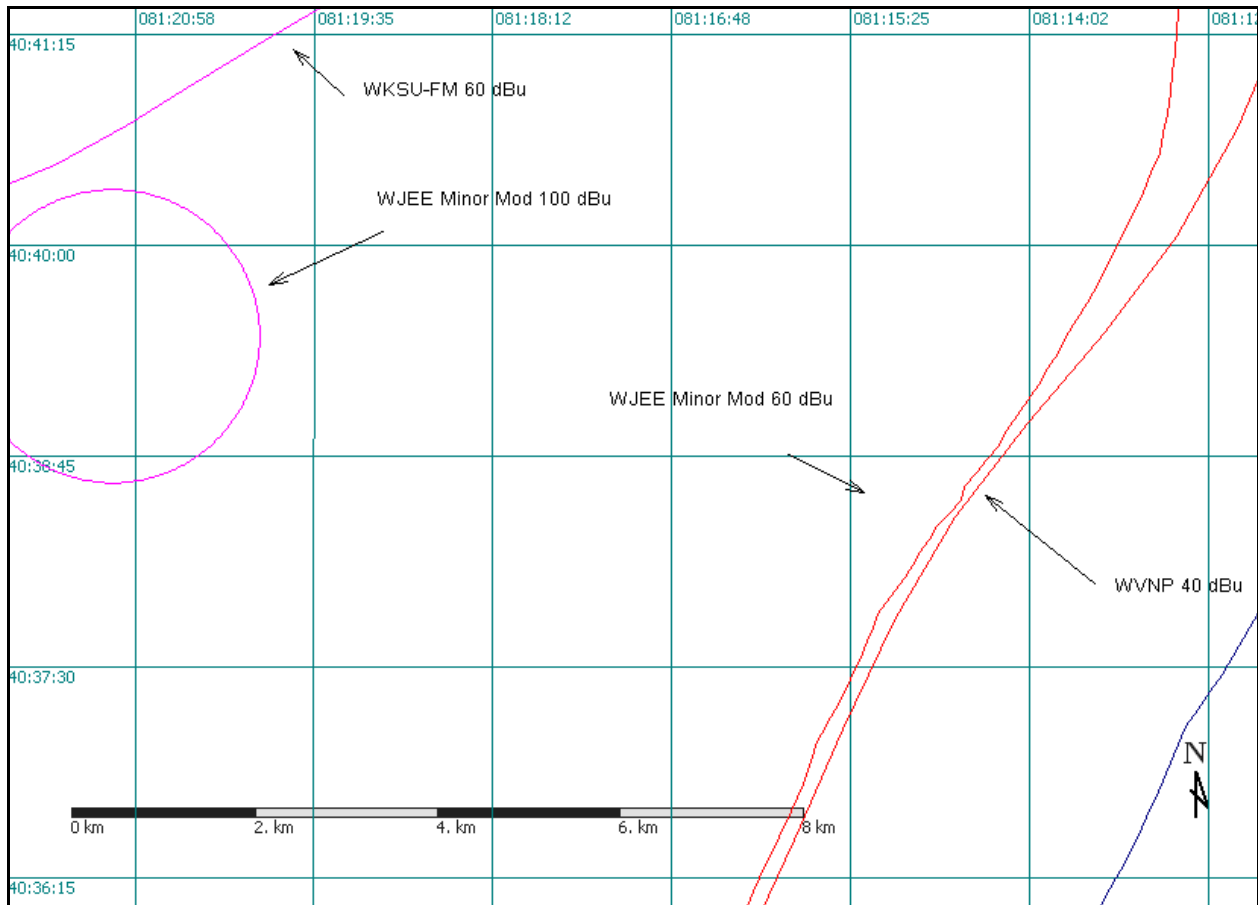 081:20:58 081:19:35 081:18:12 081:16:48 081:15:25 081:14:02 081:12
40:41:15
WKSU-FM 60 dBu
WJEE Minor Mod 100 dBu
40:40:00
WJEE Minor Mod 60 dBu
40:38:45
WVNP 40 dBu
40:37:30
N
0 km 2. km 4. km 6. km 8 km
40:36:15